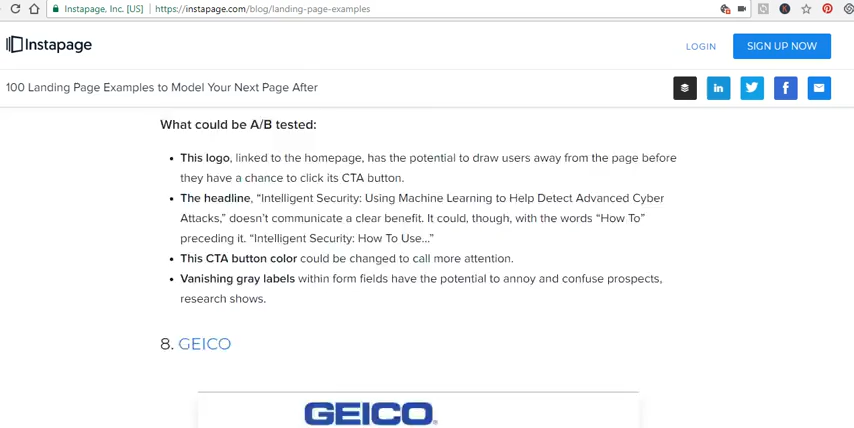 Instapage, Inc. [US] | https://instapage.com/blog/landing-page-examples
Instapage
LOGIN
SIGN UP NOW
100 Landing Page Examples to Model Your Next Page After
in
f
What could be A/B tested:
• This logo, linked to the homepage, has the potential to draw users away from the page before
they have a chance to click its CTA button.
• The headline, “Intelligent Security: Using Machine Learning to Help Detect Advanced Cyber
Attacks,” doesn’t communicate a clear benefit. It could, though, with the words “How To”
preceding it. “Intelligent Security: How To Use...”
• This CTA button color could be changed to call more attention.
• Vanishing gray labels within form fields have the potential to annoy and confuse prospects,
research shows.
8. GEICO
GEICO